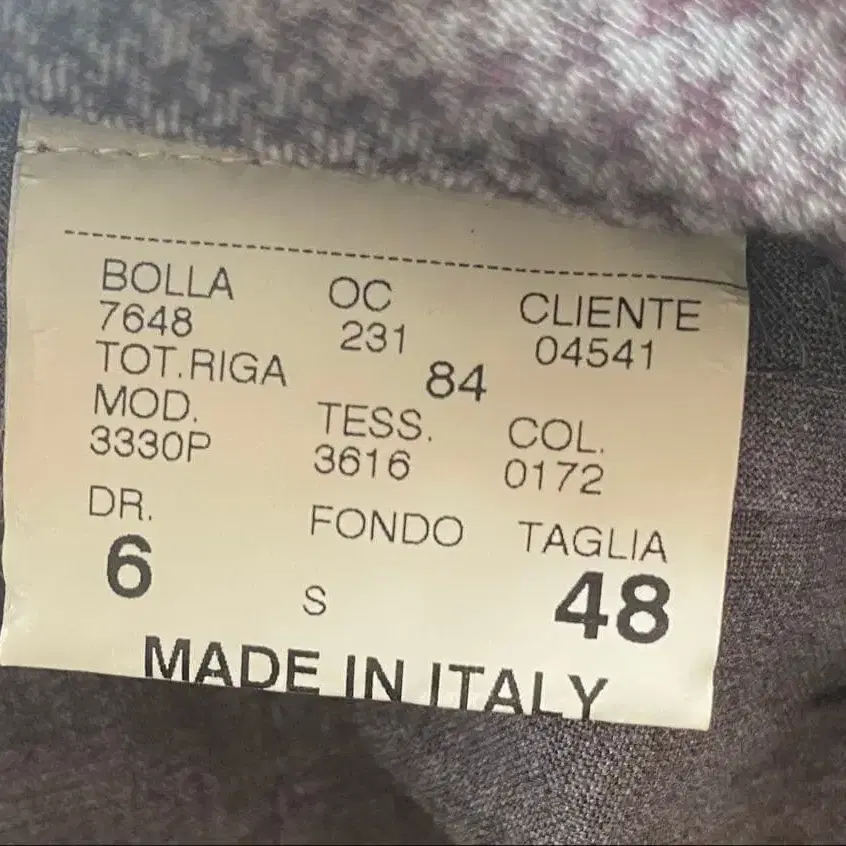 BOLLA OC CLIENTE
7648 231 04541
TOT.RIGA 84
MOD. TESS. COL.
3330P 3616 0172
DR. FONDO TAGLIA
6 S 48
MADE IN ITALY